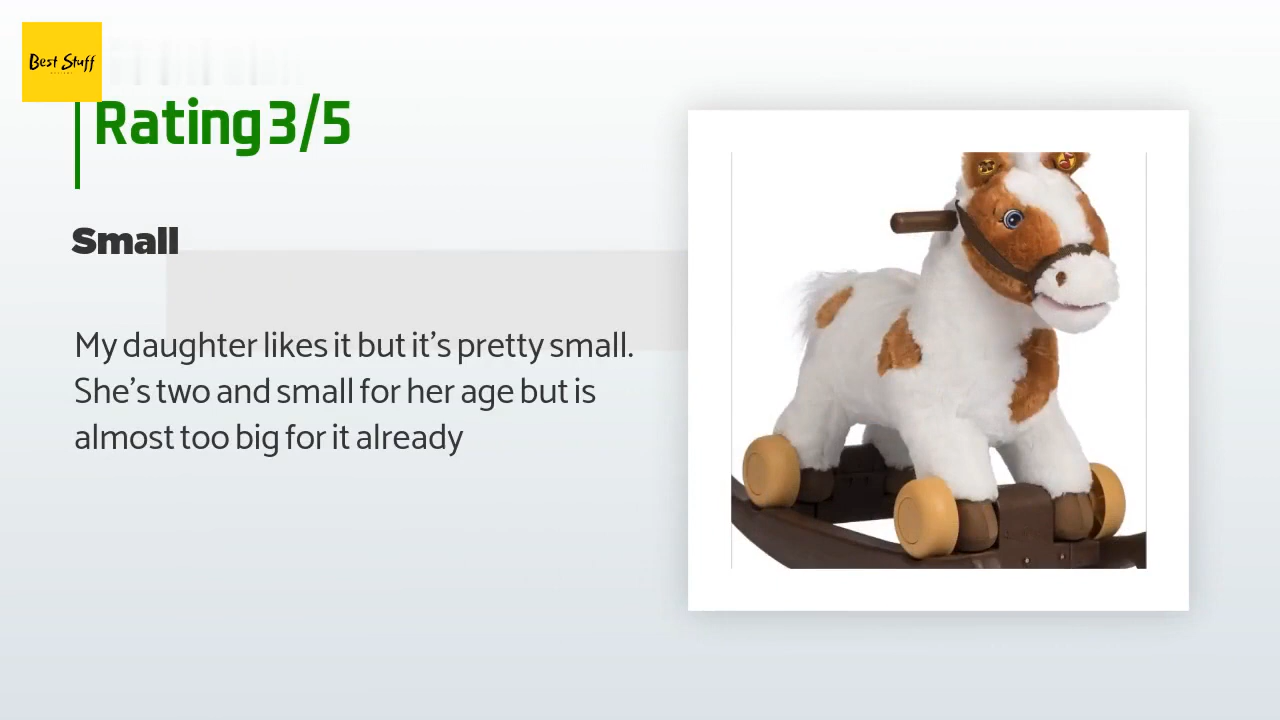 Best Stuff
Rating 3/5
Small
My daughter likes it but it's pretty small.
She's two and small for her age but is
almost too big for it already